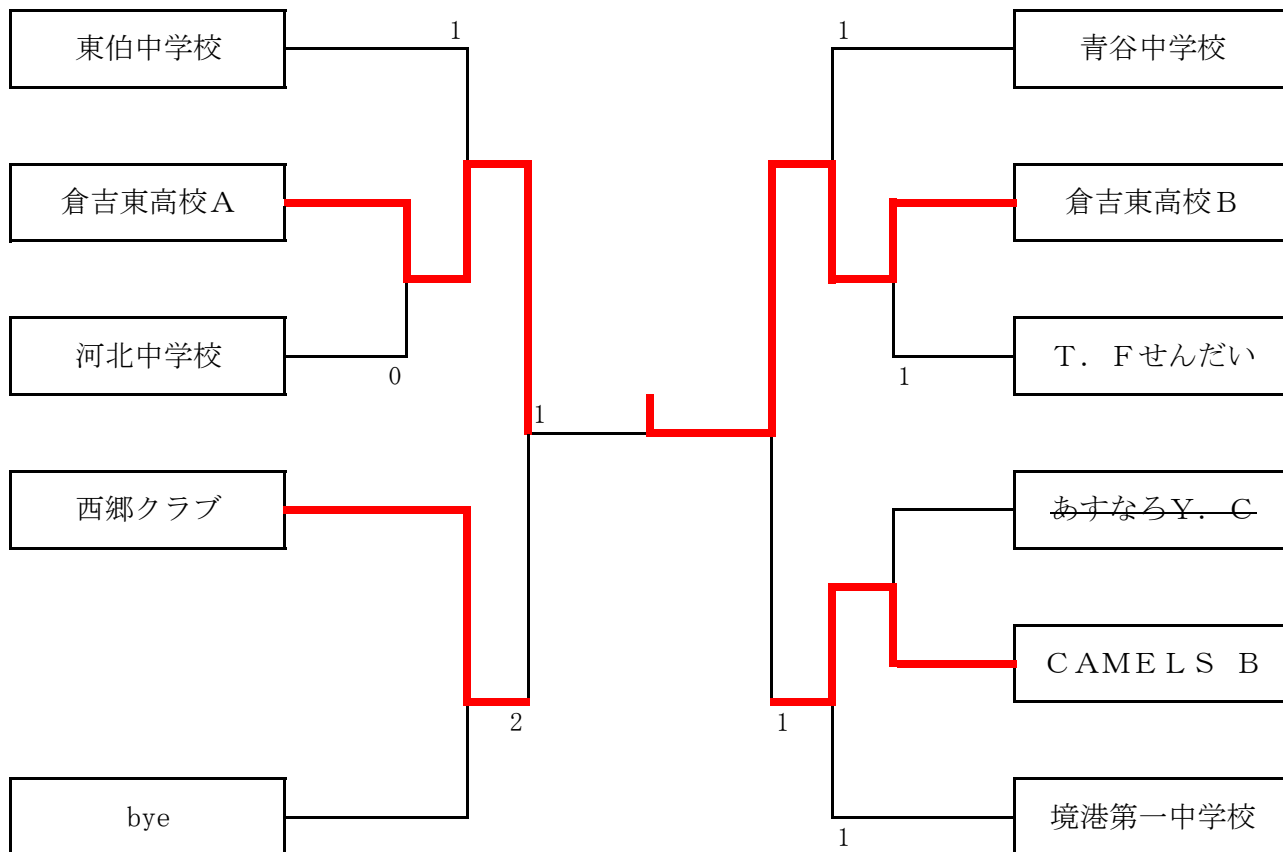 東伯中学校
1
倉吉東高校Ａ
河北中学校
0
1
西郷クラブ
2
bye
1
青谷中学校
倉吉東高校Ｂ
Ｔ．Ｆせんだい
1
あすなろＹ．Ｃ
ＣＡＭＥＬＳ Ｂ
1
境港第一中学校
1